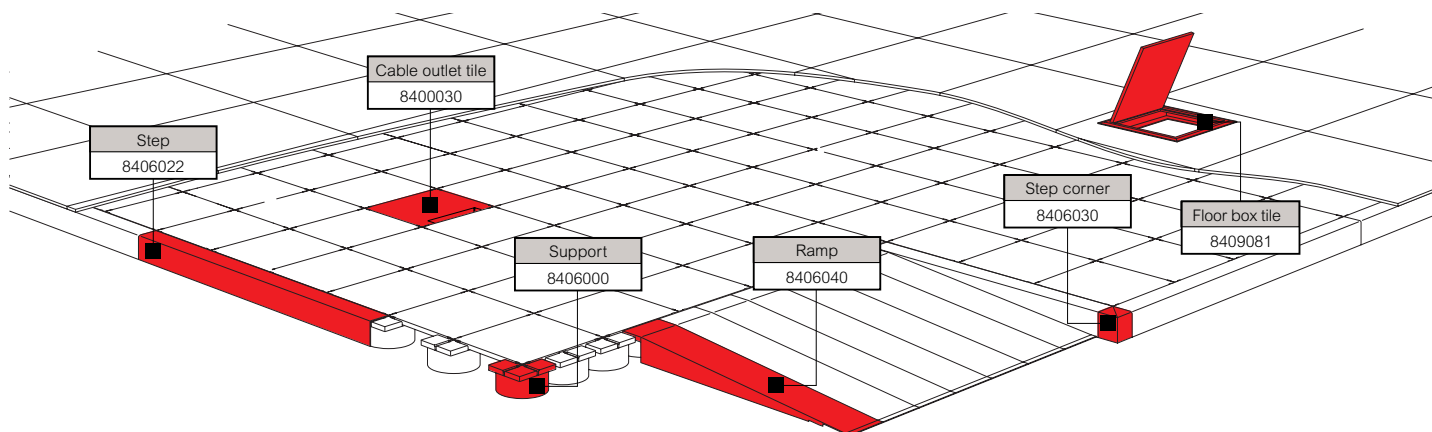 Cable outlet tile
8400030
Step
8406022
Step corner
8406030
Floor box tile
8409081
Support
8406000
Ramp
8406040